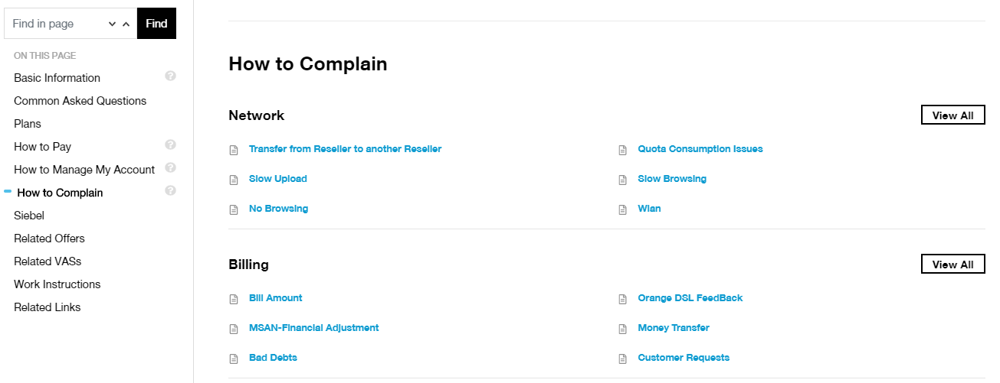 Find in page
Find
ON THIS PAGE
Basic Information
Common Asked Questions
Plans
How to Pay
How to Manage My Account
How to Complain
Siebel
Related Offers
Related VASs
Work Instructions
Related Links
How to Complain
Network
View All
Transfer from Reseller to another Reseller
Quota Consumption Issues
Slow Upload
Slow Browsing
No Browsing
Wlan
Billing
View All
Bill Amount
Orange DSL FeedBack
MSAN-Financial Adjustment
Money Transfer
Bad Debts
Customer Requests